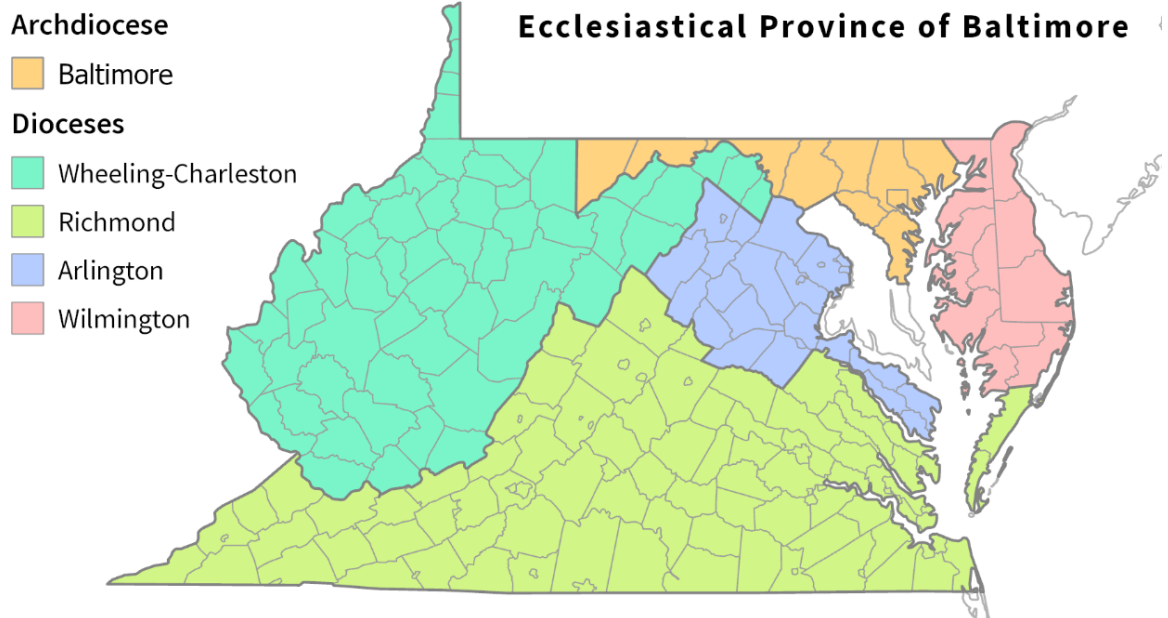 Ecclesiastical Province of Baltimore
Archdiocese
Baltimore
Dioceses
Wheeling-Charleston
Richmond
Arlington
Wilmington